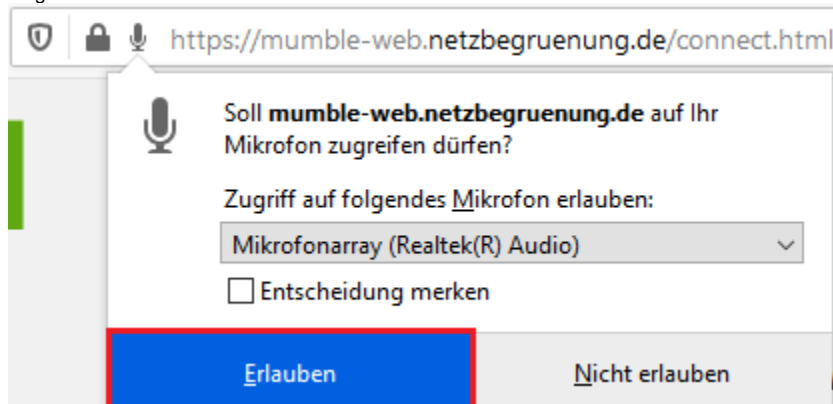 https://mumble-web.netzbegruenung.de/connect.html
Soll mumble-web.netzbegruenung.de auf Ihr
Mikrofon zugreifen dürfen?
Zugriff auf folgendes Mikrofon erlauben:
Mikrofonarray (Realtek(R) Audio)
Entscheidung merken
Erlauben
Nicht erlauben